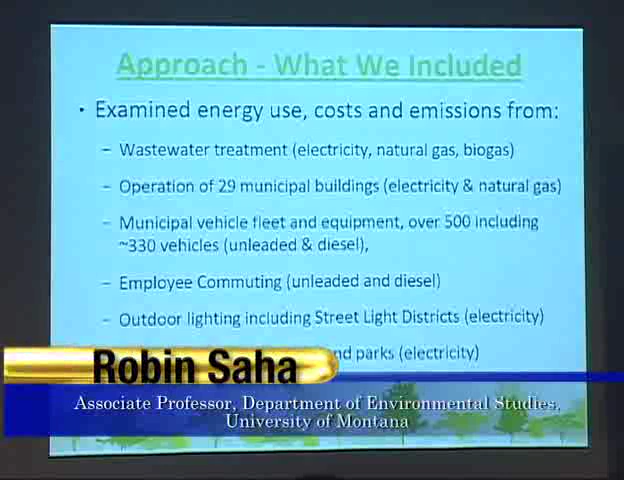 Approach - What We Included
• Examined energy use, costs and emissions from:
– Wastewater treatment (electricity, natural gas, biogas)
– Operation of 29 municipal buildings (electricity & natural gas)
– Municipal vehicle fleet and equipment, over 500 including
~330 vehicles (unleaded & diesel),
– Employee Commuting (unleaded and diesel)
– Outdoor lighting including Street Light Districts (electricity)
parks (electricity)
Robin Saha
Associate Professor, Department of Environmental Studies,
University of Montana